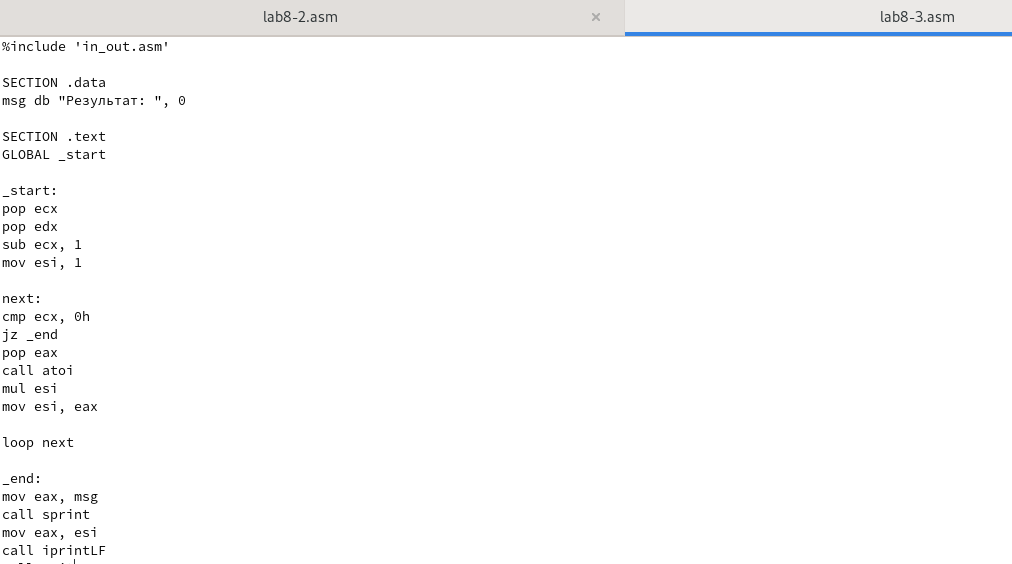 lab8-2.asm
lab8-3.asm
%include 'in_out.asm'
SECTION .data
msg db "Результат: ", 0
SECTION .text
GLOBAL _start
_start:
pop ecx
pop edx
sub ecx, 1
mov esi, 1
next:
cmp ecx, 0h
jz _end
pop eax
call atoi
mul esi
mov esi, eax
loop next
_end:
mov eax, msg
call sprint
mov eax, esi
call iprintLF